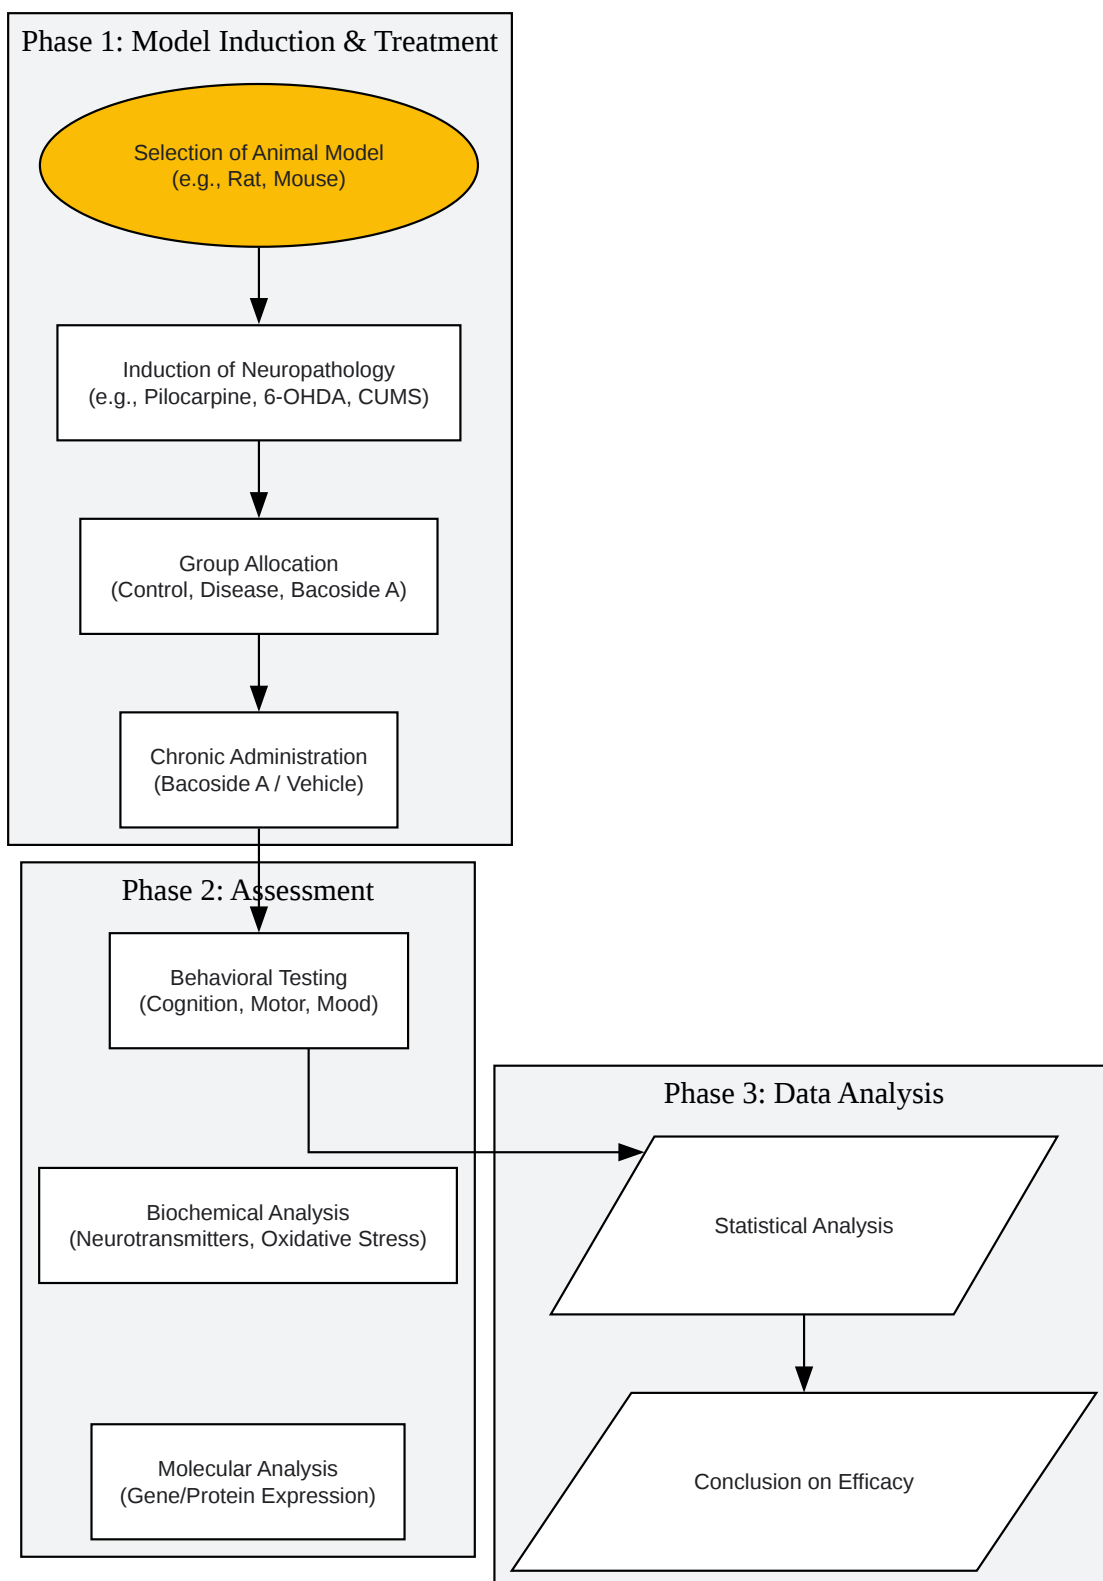 Phase 1: Model Induction & Treatment
Selection of Animal Model
(e.g., Rat, Mouse)
Induction of Neuropathology
(e.g., Pilocarpine, 6-OHDA, CUMS)
Group Allocation
(Control, Disease, Bacoside A)
Chronic Administration
(Bacoside A / Vehicle)
Phase 2: Assessment
Behavioral Testing
(Cognition, Motor, Mood)
Biochemical Analysis
(Neurotransmitters, Oxidative Stress)
Molecular Analysis
(Gene/Protein Expression)
Phase 3: Data Analysis
Statistical Analysis
Conclusion on Efficacy